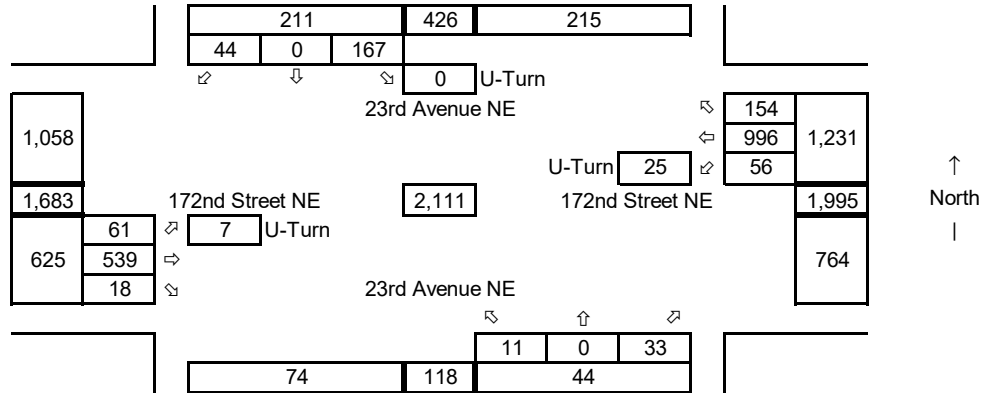 211 426 215
44 0 167
⬃ ⇩ ⬂ 0 U-Turn
23rd Avenue NE ⬁ 154
1,058 ⇦ 996 1,231
U-Turn 25 ⬃ 56 ↑
1,683 172nd Street NE 2,111 172nd Street NE 1,995 North
61 ⬀ 7 U-Turn |
625 539 ⇨ 764
18 ⬂ 23rd Avenue NE
⬁ ⇧ ⬀
11 0 33
74 118 44